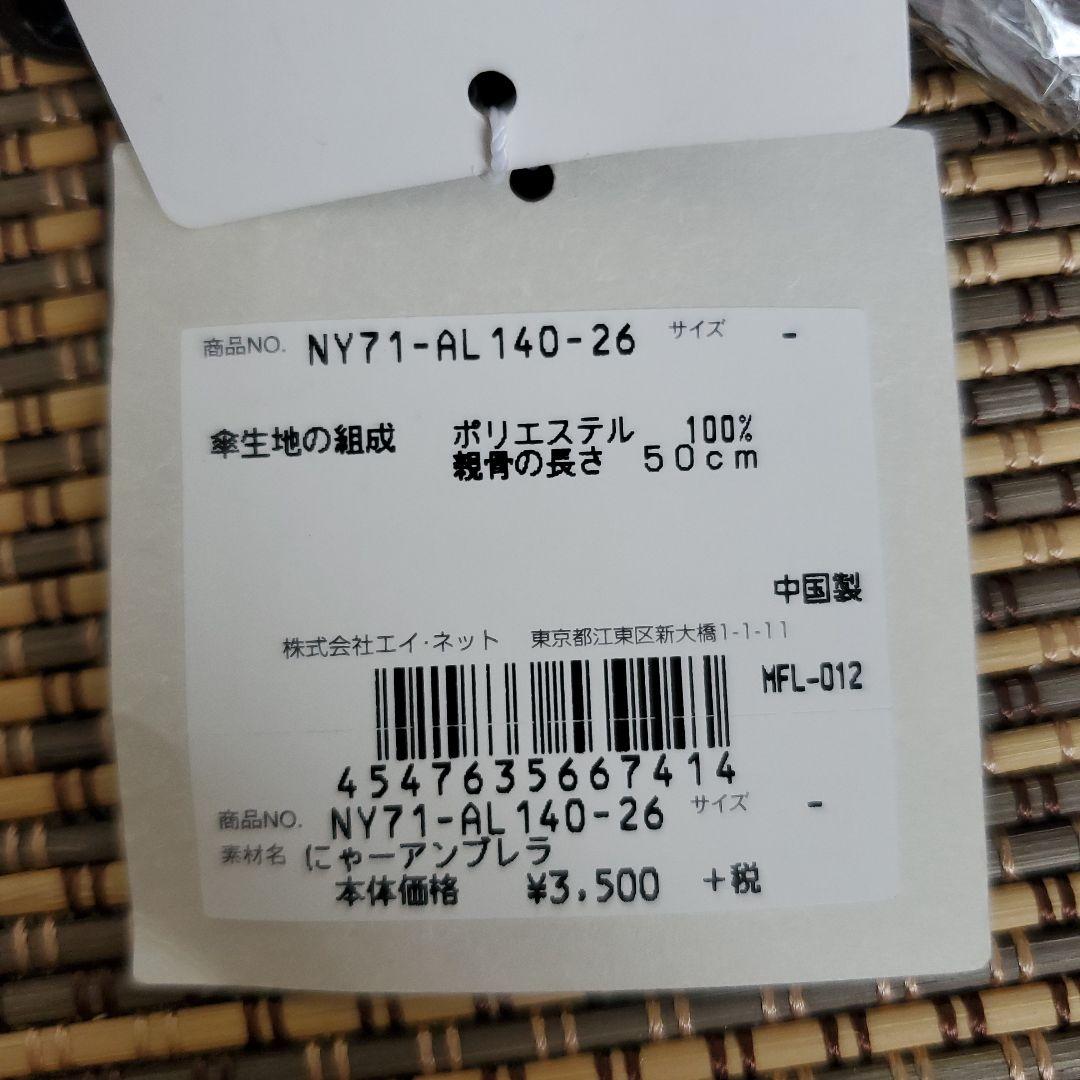 商品NO. NY71-AL140-26 サイズ -
傘生地の組成 ポリエステル 100%
親骨の長さ 50cm
中国製
株式会社エイ・ネット 東京都江東区新大橋1-1-11
MFL-012
4547635667414
商品NO. NY71-AL140-26 サイズ -
素材名 にゃーアンブレラ
本体価格 ¥3,500 +税